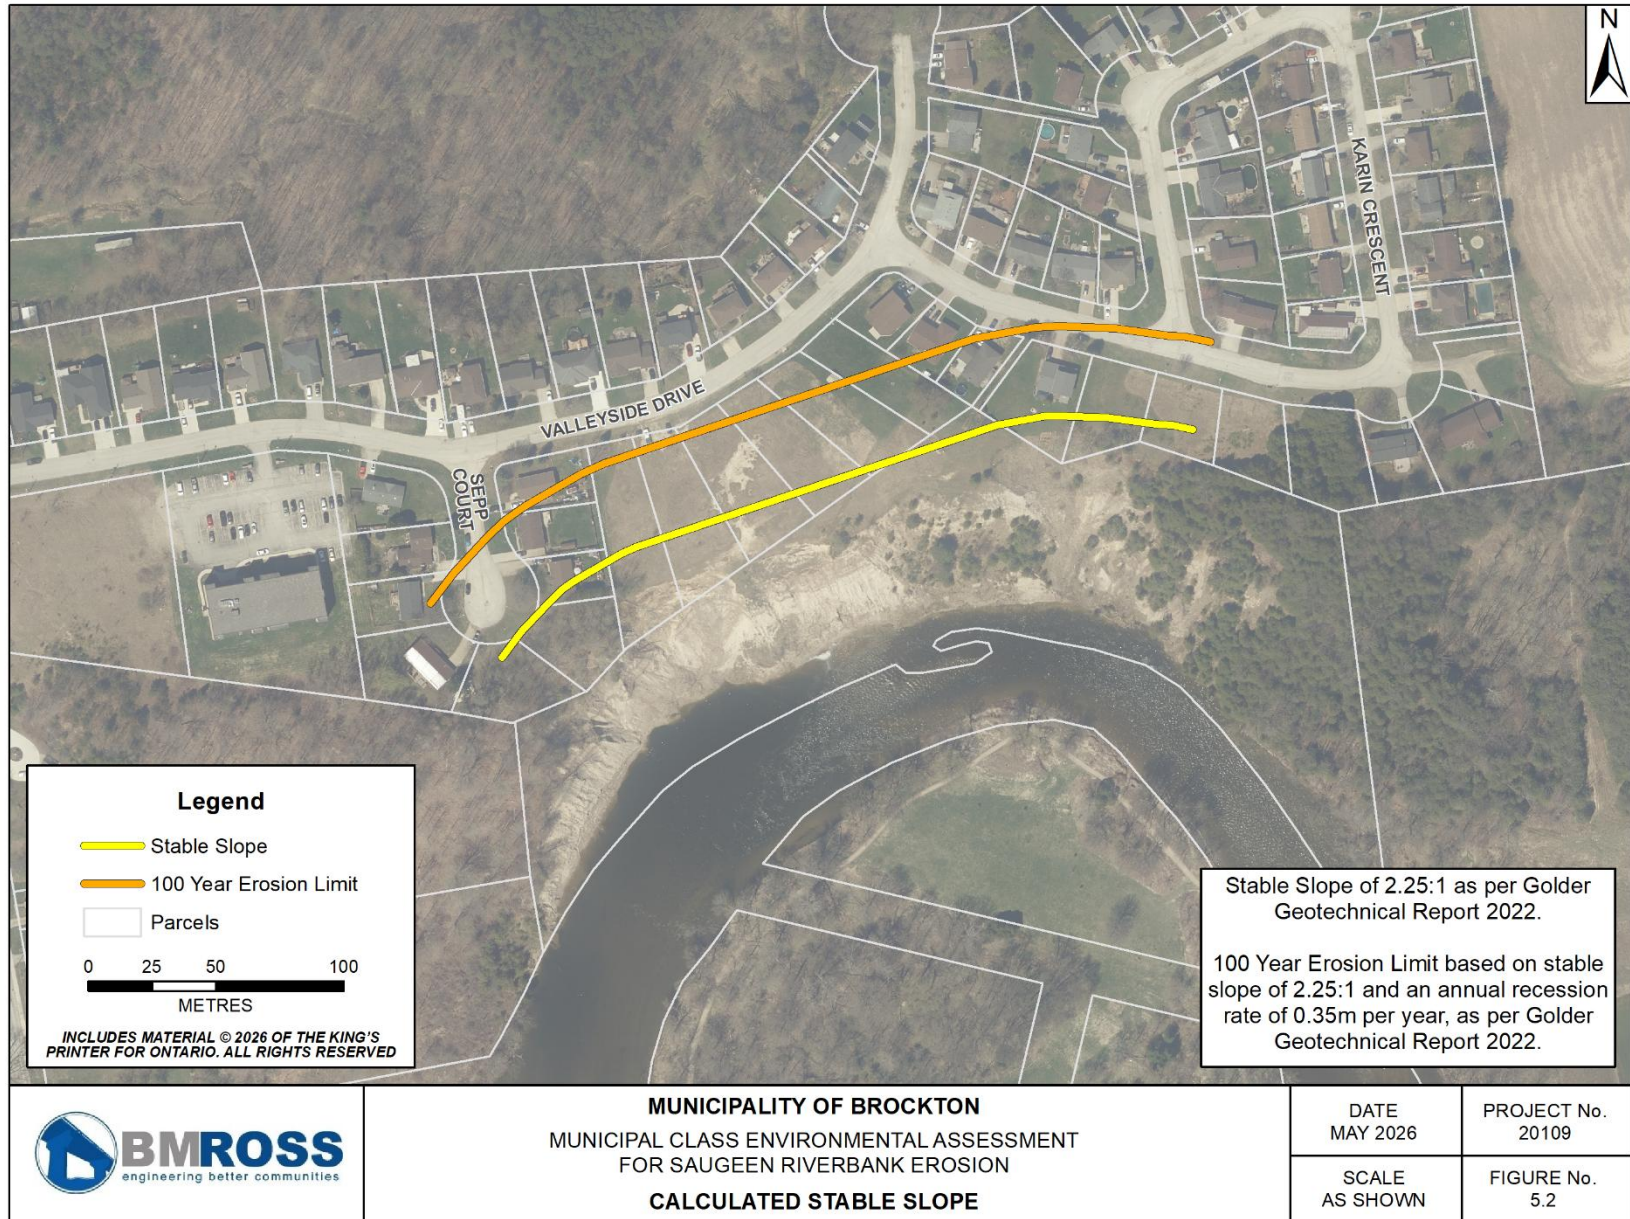 N
KARIN CRESCENT
VALLEYSIDE DRIVE
SEPP
COURT
Legend
Stable Slope
100 Year Erosion Limit
Parcels
0 25 50 100
METRES
INCLUDES MATERIAL © 2026 OF THE KING'S
PRINTER FOR ONTARIO. ALL RIGHTS RESERVED
Stable Slope of 2.25:1 as per Golder
Geotechnical Report 2022.
100 Year Erosion Limit based on stable
slope of 2.25:1 and an annual recession
rate of 0.35m per year, as per Golder
Geotechnical Report 2022.
BMROSS
engineering better communities
MUNICIPALITY OF BROCKTON
MUNICIPAL CLASS ENVIRONMENTAL ASSESSMENT
FOR SAUGEEN RIVERBANK EROSION
CALCULATED STABLE SLOPE
DATE
MAY 2026
PROJECT No.
20109
SCALE
AS SHOWN
FIGURE No.
5.2